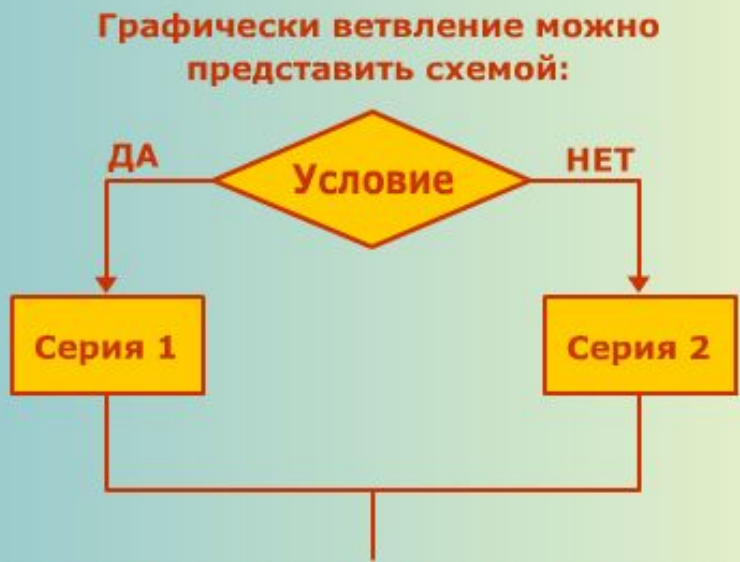 Графически ветвление можно
представить схемой:
ДА
НЕТ
Условие
Серия 1
Серия 2